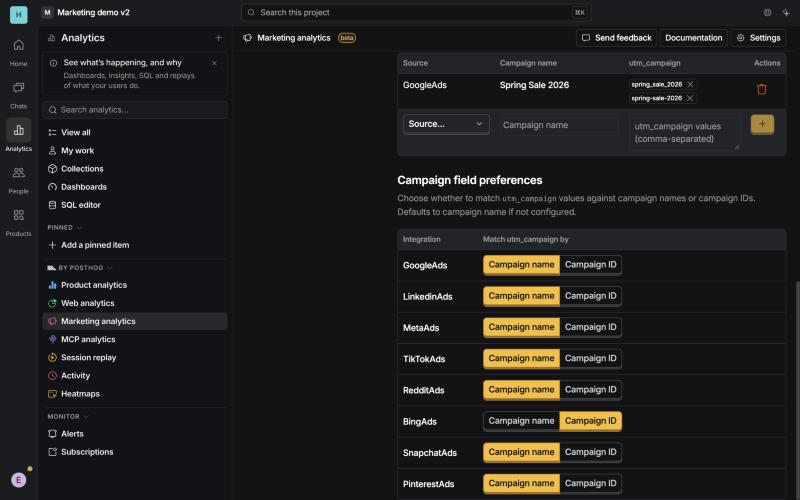 H
M Marketing demo v2
Search this project
⌘K
Home
Chats
Analytics
People
Products
E
Analytics
See what's happening, and why
Dashboards, insights, SQL and replays
of what your users do.
Search analytics...
View all
My work
Collections
Dashboards
SQL editor
PINNED
Add a pinned item
BY POSTHOG
Product analytics
Web analytics
Marketing analytics
MCP analytics
Session replay
Activity
Heatmaps
MONITOR
Alerts
Subscriptions
Marketing analytics beta
Send feedback
Documentation
Settings
Source Campaign name utm_campaign Actions
GoogleAds Spring Sale 2026 spring_sale_2026
spring-sale-2026
Source... Campaign name utm_campaign values
(comma-separated)
Campaign field preferences
Choose whether to match utm_campaign values against campaign names or campaign IDs.
Defaults to campaign name if not configured.
Integration Match utm_campaign by
GoogleAds Campaign name Campaign ID
LinkedinAds Campaign name Campaign ID
MetaAds Campaign name Campaign ID
TikTokAds Campaign name Campaign ID
RedditAds Campaign name Campaign ID
BingAds Campaign name Campaign ID
SnapchatAds Campaign name Campaign ID
PinterestAds Campaign name Campaign ID